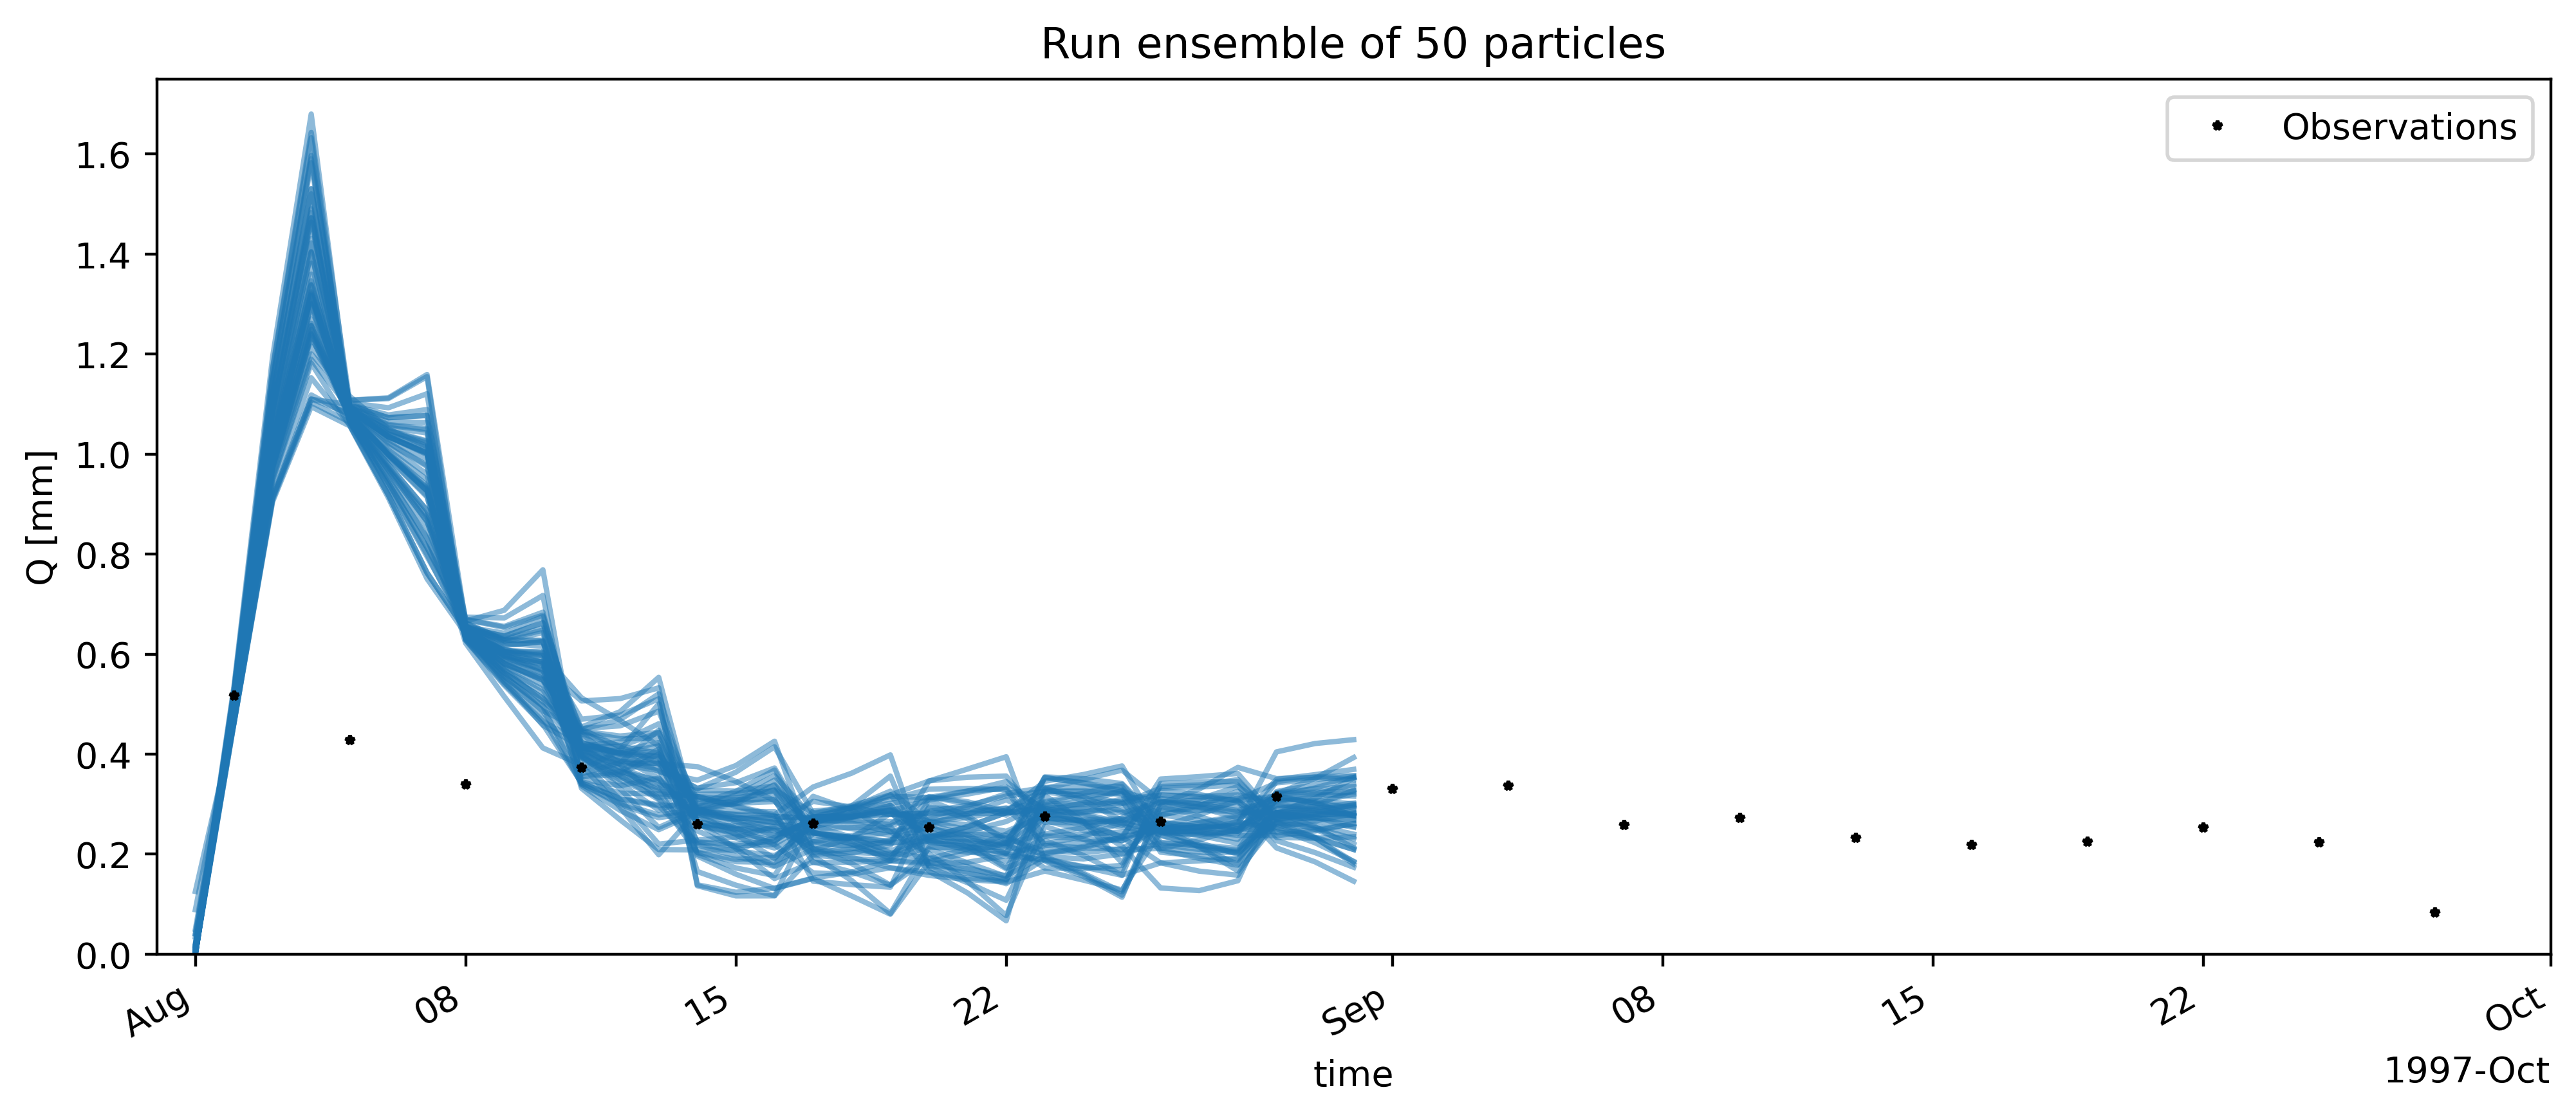 Run ensemble of 50 particles
Observations
Q [mm]
1.6
1.4
1.2
1.0
0.8
0.6
0.4
0.2
0.0
Aug 08 15 22 Sep 08 15 22 Oct
time
1997-Oct